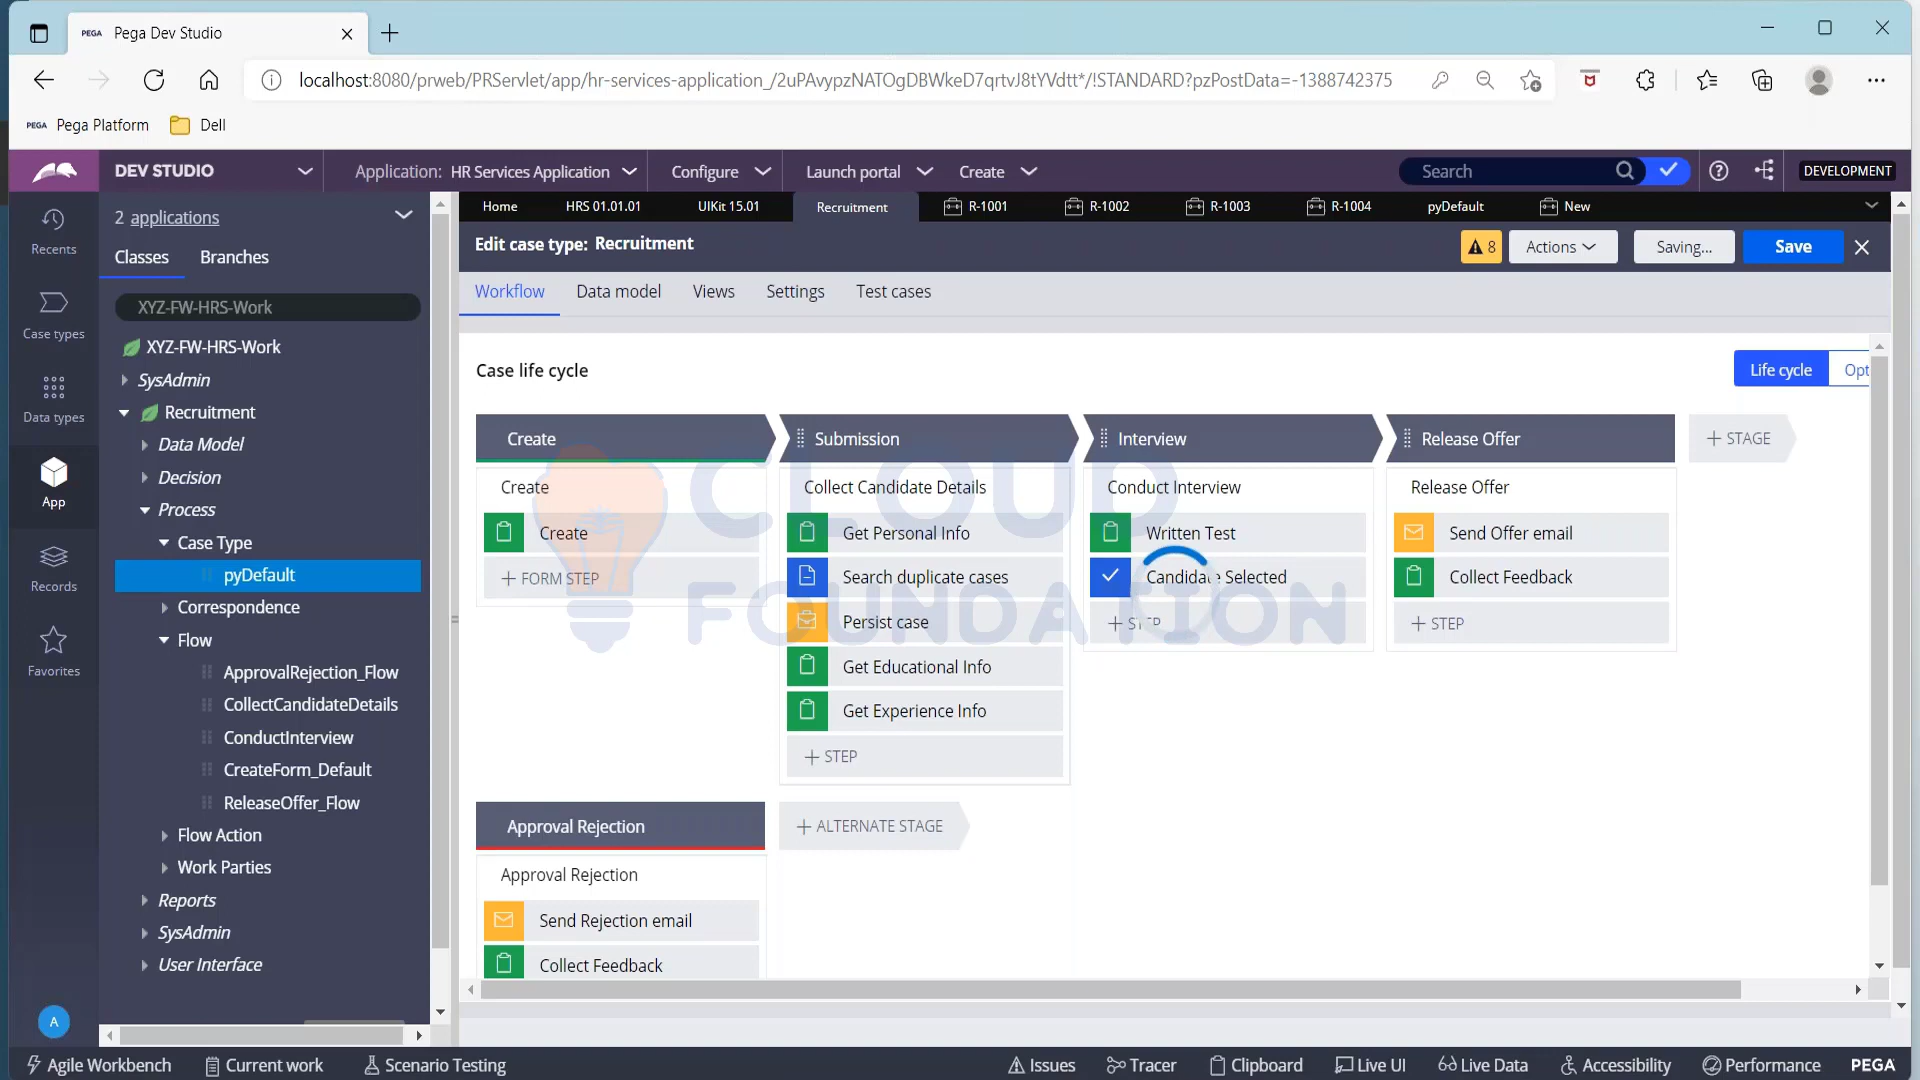 PEGA Pega Dev Studio
localhost:8080/prweb/PRServlet/app/hr-services-application_/2uPAvypzNATOgDBWkeD7qrtvJ8tYVdtt*/!STANDARD?pzPostData=-1388742375
PEGA Pega Platform Dell
DEV STUDIO Application: HR Services Application Configure Launch portal Create Search DEVELOPMENT
Recents
Case types
Data types
App
Records
Favorites
A
2 applications
Classes Branches
XYZ-FW-HRS-Work
XYZ-FW-HRS-Work
SysAdmin
Recruitment
Data Model
Decision
Process
Case Type
pyDefault
Correspondence
Flow
ApprovalRejection_Flow
CollectCandidateDetails
ConductInterview
CreateForm_Default
ReleaseOffer_Flow
Flow Action
Work Parties
Reports
SysAdmin
User Interface
Home HRS 01.01.01 UIKit 15.01 Recruitment R-1001 R-1002 R-1003 R-1004 pyDefault New
Edit case type: Recruitment 8 Actions Saving... Save
Workflow Data model Views Settings Test cases
Case life cycle Life cycle Opt
Create Submission Interview Release Offer + STAGE
Create
Create
+ FORM STEP
Collect Candidate Details
Get Personal Info
Search duplicate cases
Persist case
Get Educational Info
Get Experience Info
+ STEP
Conduct Interview
Written Test
Candidate Selected
+ STEP
Release Offer
Send Offer email
Collect Feedback
+ STEP
CLOUD
FOUNDATION
Approval Rejection + ALTERNATE STAGE
Approval Rejection
Send Rejection email
Collect Feedback
Agile Workbench Current work Scenario Testing Issues Tracer Clipboard Live UI Live Data Accessibility Performance PEGA